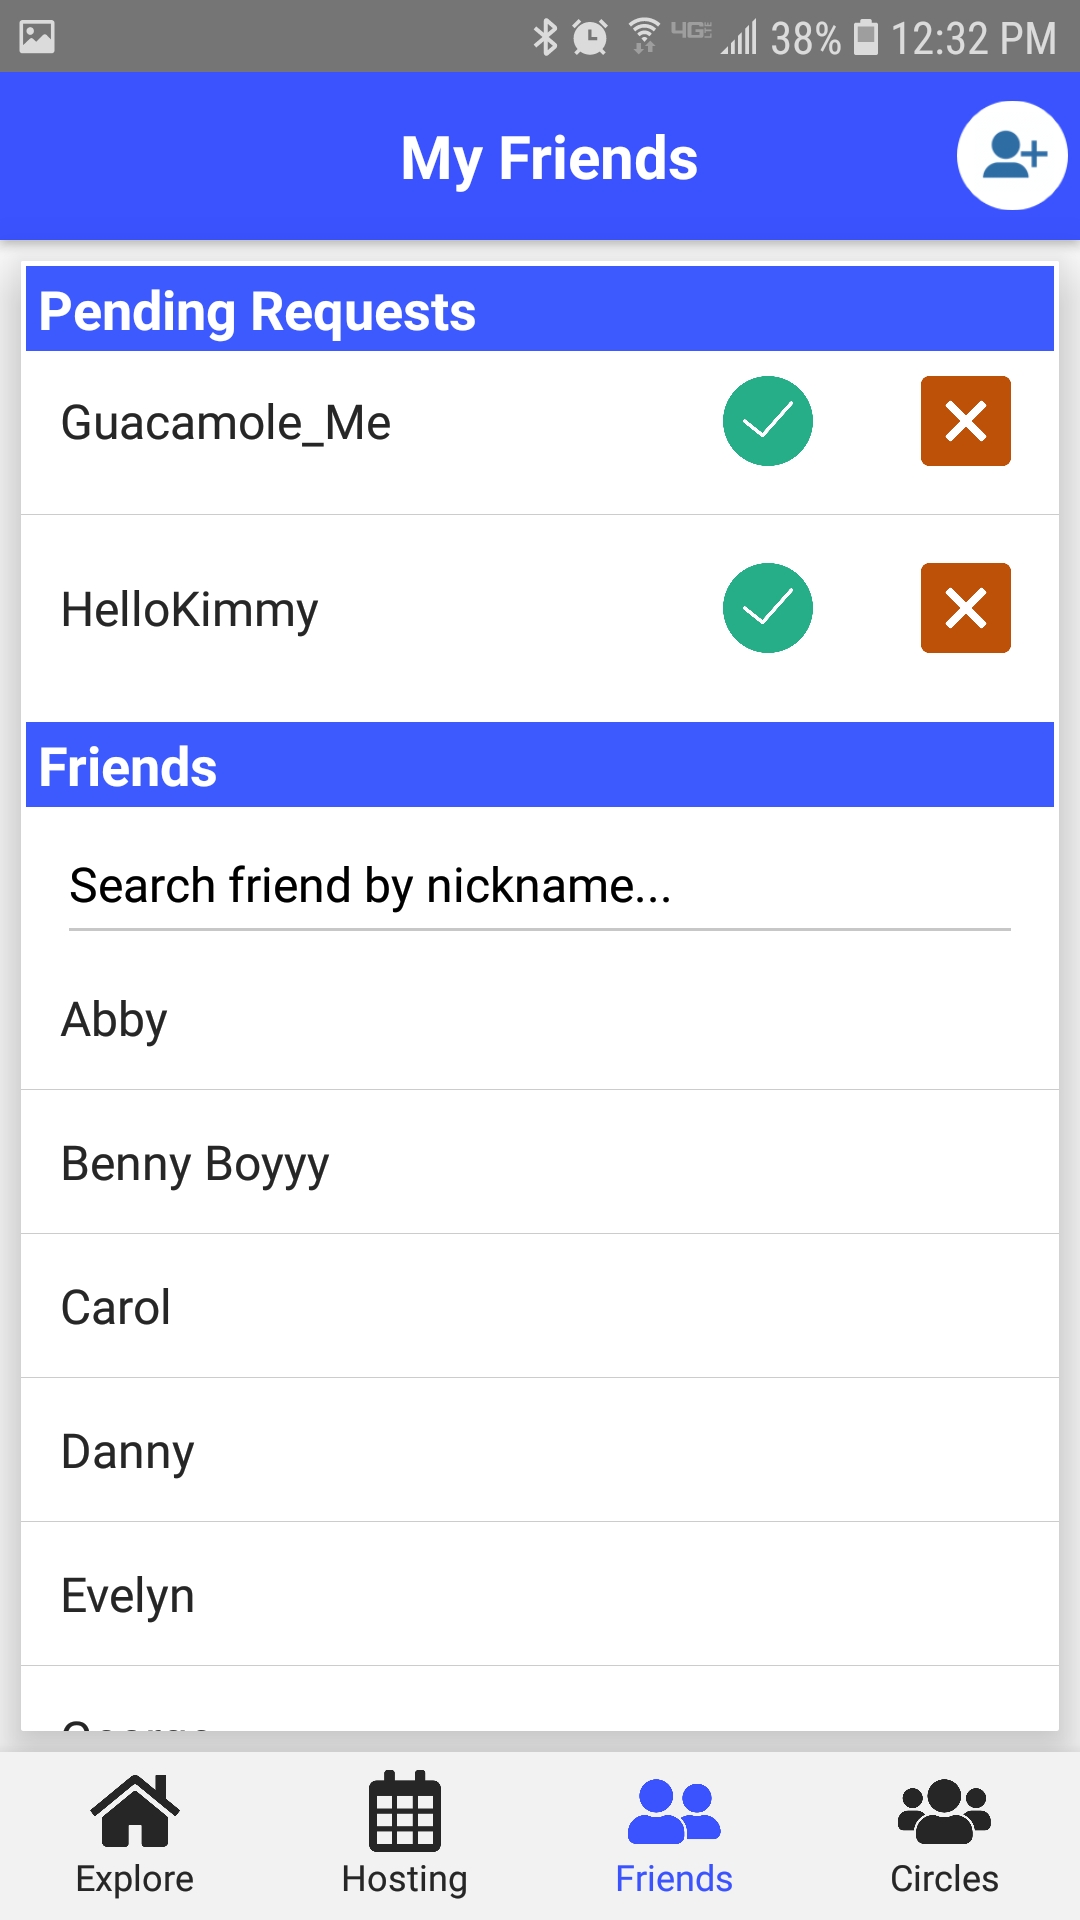 4G 38% 12:32 PM
My Friends
Pending Requests
Guacamole_Me
HelloKimmy
Friends
Search friend by nickname...
Abby
Benny Boyyy
Carol
Danny
Evelyn
Explore
Hosting
Friends
Circles